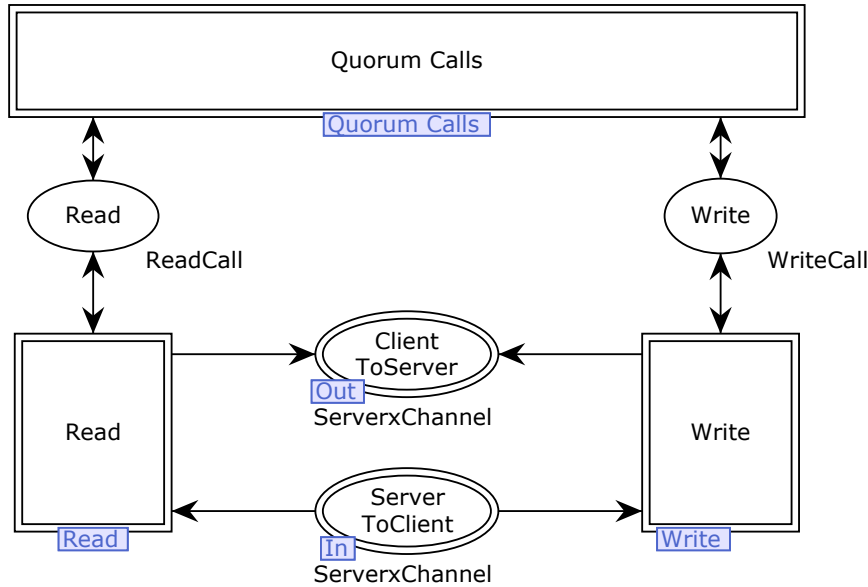 Quorum Calls
Quorum Calls
Read
Write
ReadCall
WriteCall
Client
ToServer
Out
ServerxChannel
Read
Write
Server
ToClient
Read
In
Write
ServerxChannel